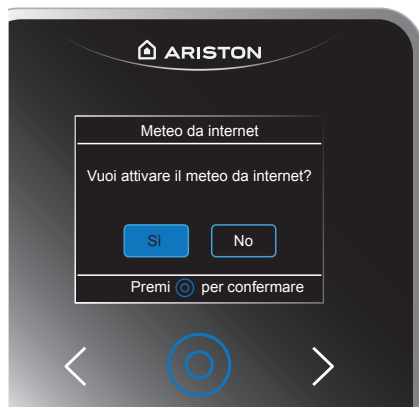 ARISTON
Meteo da internet
Vuoi attivare il meteo da internet?
Sì No
Premi per confermare